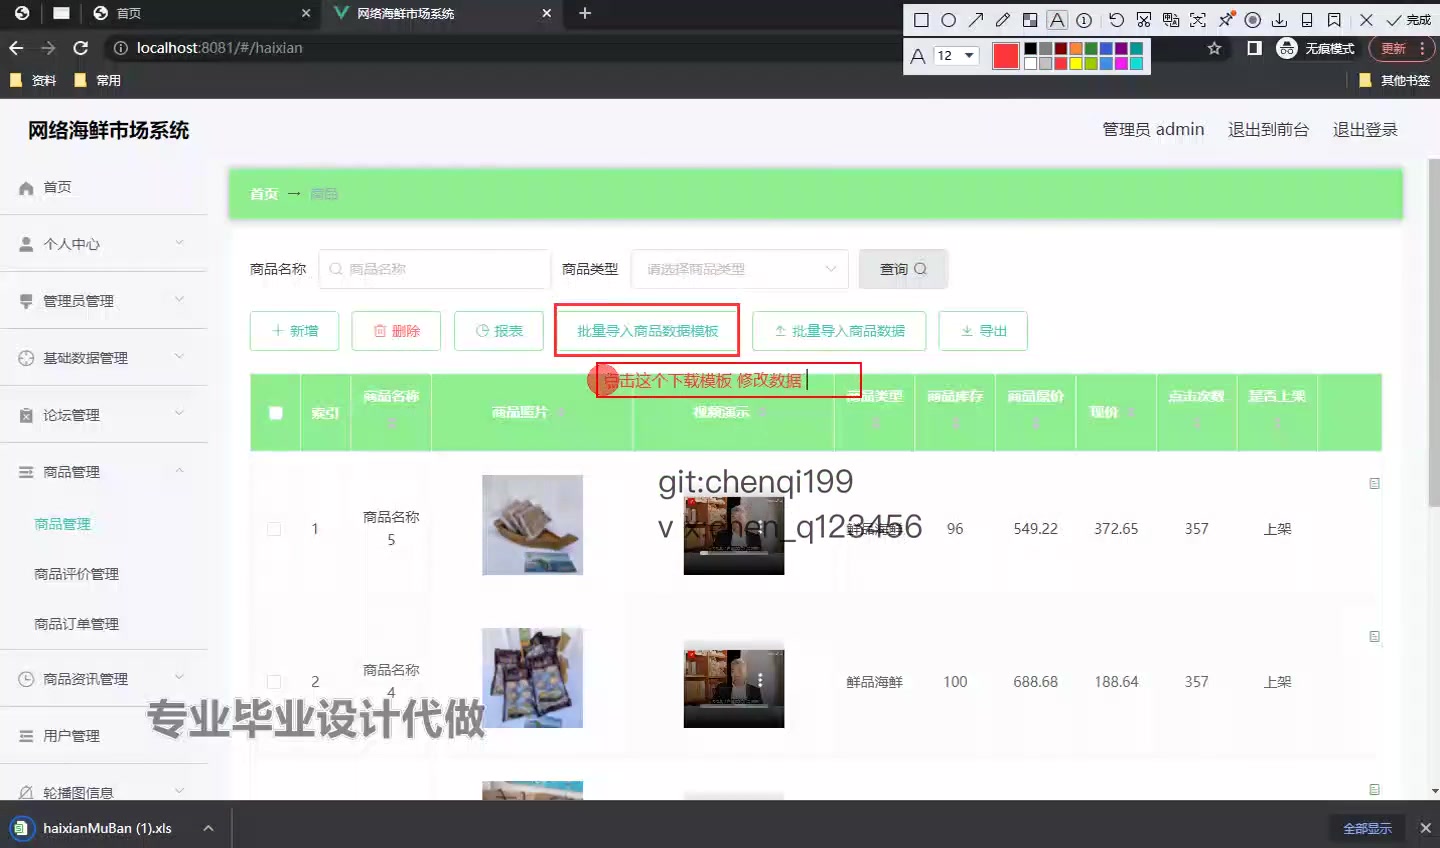 首页
网络海鲜市场系统
完成
localhost:8081/#/haixian
A 12
无痕模式
更新
资料
常用
其他书签
网络海鲜市场系统
管理员 admin
退出到前台
退出登录
首页
个人中心
管理员管理
基础数据管理
论坛管理
商品管理
商品管理
商品评价管理
商品订单管理
商品资讯管理
用户管理
轮播图信息
首页 → 商品
商品名称
商品名称
商品类型
请选择商品类型
查询
新增
删除
报表
批量导入商品数据模板
批量导入商品数据
导出
点击这个下载模板 修改数据
索引
商品名称
商品照片
视频演示
商品类型
商品库存
商品原价
现价
点击次数
是否上架
1
商品名称5
鲜品海鲜
96
549.22
372.65
357
上架
git:chenqi199
v x:chen_q123456
2
商品名称4
鲜品海鲜
100
688.68
188.64
357
上架
专业毕业设计代做
haixianMuBan (1).xls
全部显示